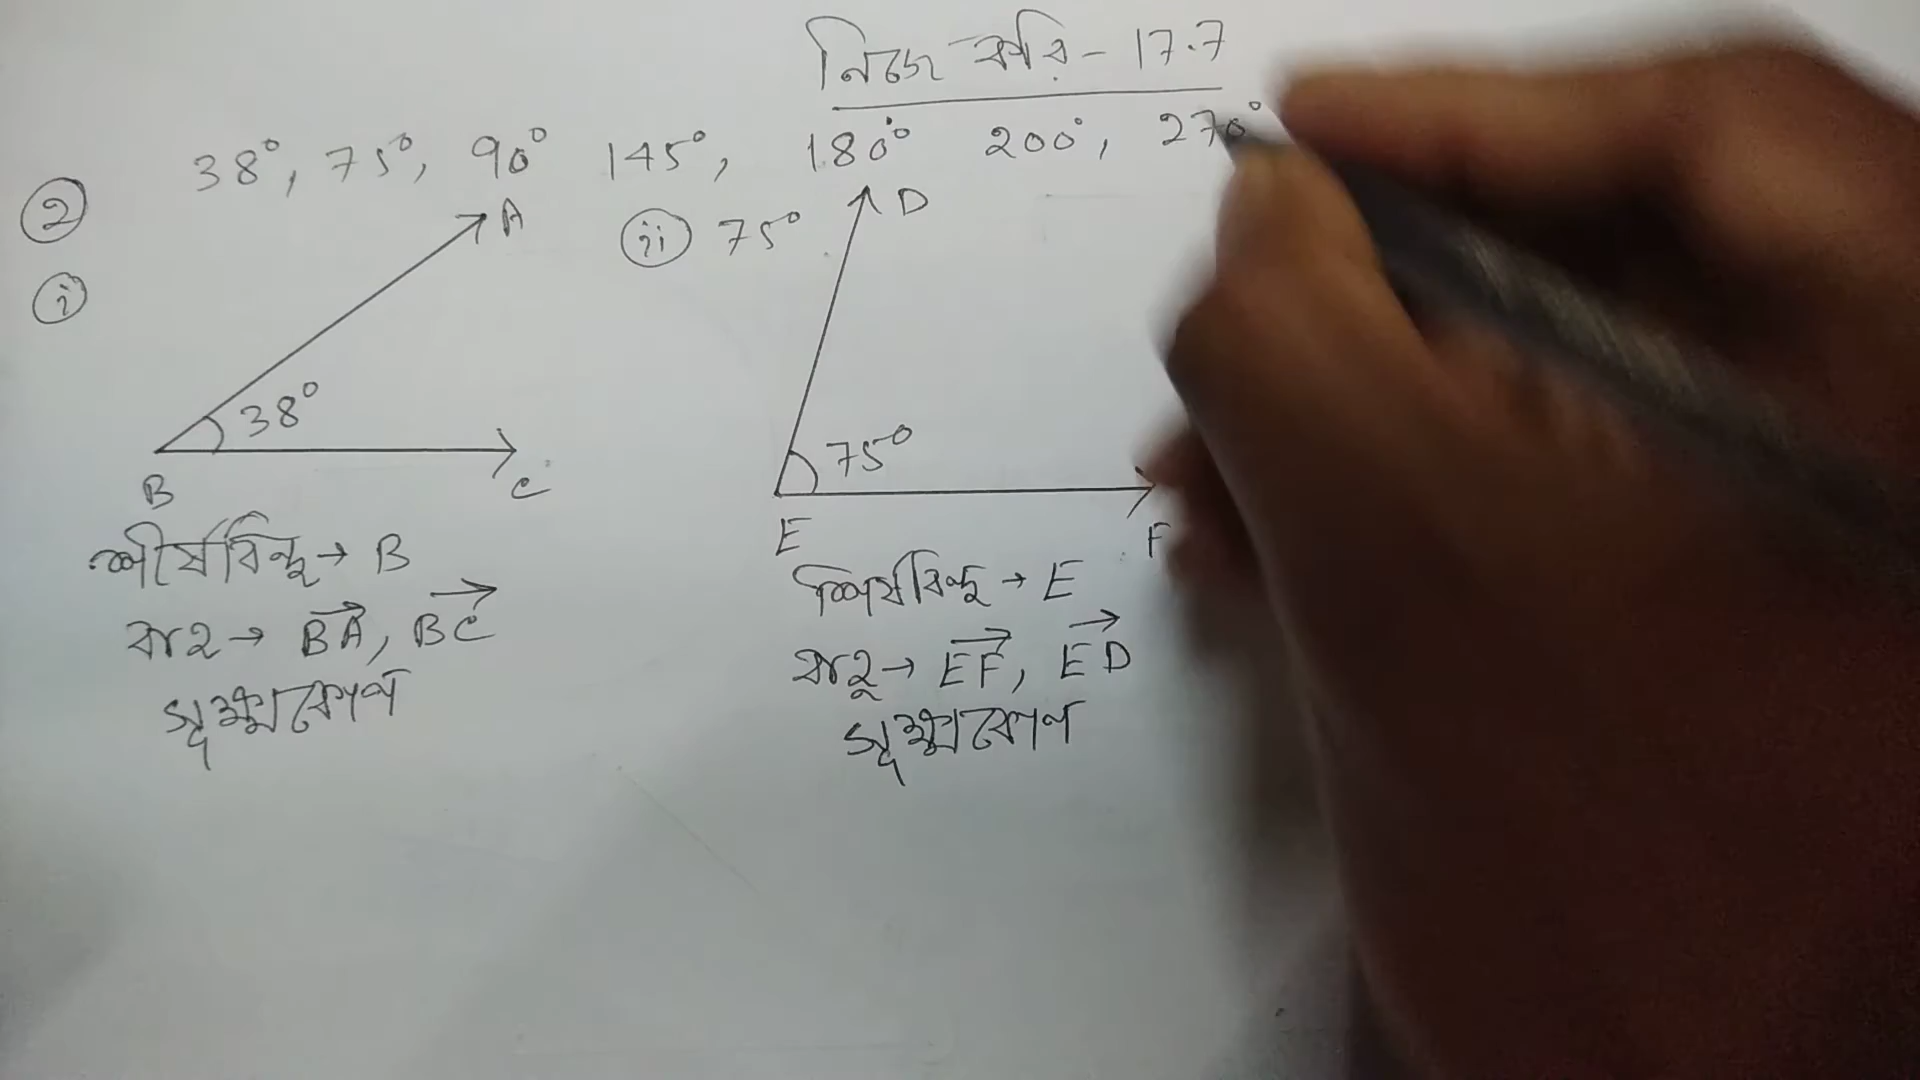 নিজে করি - 17.7
38°, 75°, 90° 145°, 180° 200°, 270°
2
i
A
38°
B
C
শীর্ষবিন্দু → B
বাহু → BA, BC
সূক্ষ্মকোণ
ii 75°
D
75°
E
F
শির্ষবিন্দু → E
বাহু → EF, ED
সূক্ষ্মকোণ